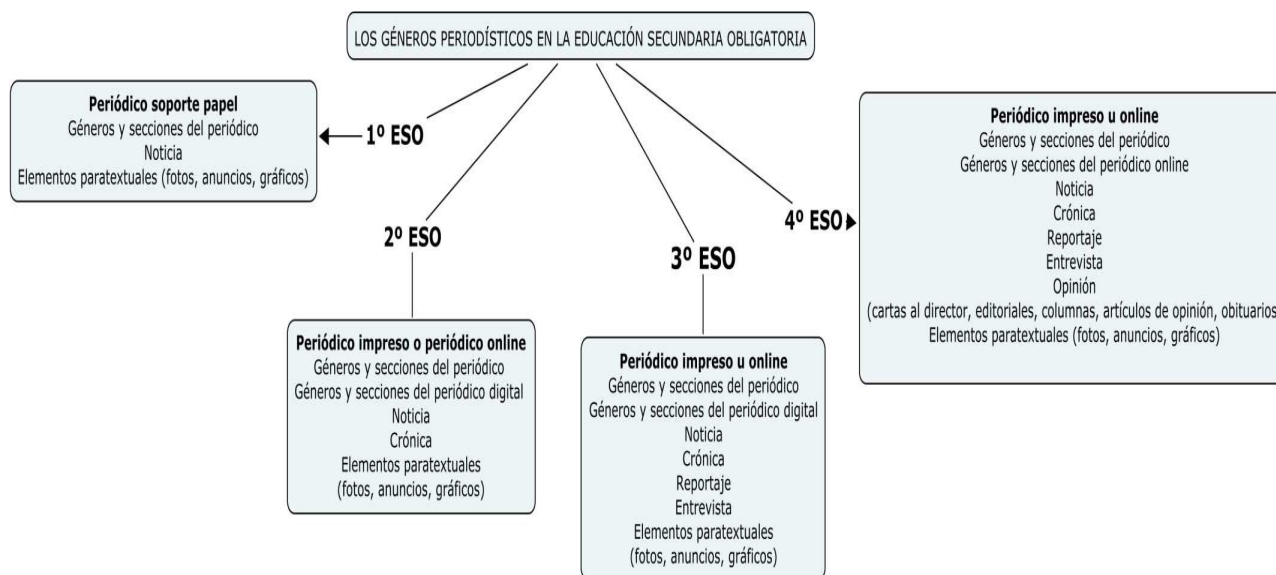 LOS GÉNEROS PERIODÍSTICOS EN LA EDUCACIÓN SECUNDARIA OBLIGATORIA
1º ESO
Periódico soporte papel
Géneros y secciones del periódico
Noticia
Elementos paratextuales (fotos, anuncios, gráficos)
2º ESO
Periódico impreso o periódico online
Géneros y secciones del periódico
Géneros y secciones del periódico digital
Noticia
Crónica
Elementos paratextuales
(fotos, anuncios, gráficos)
3º ESO
Periódico impreso u online
Géneros y secciones del periódico
Géneros y secciones del periódico digital
Noticia
Crónica
Reportaje
Entrevista
Elementos paratextuales
(fotos, anuncios, gráficos)
4º ESO
Periódico impreso u online
Géneros y secciones del periódico
Géneros y secciones del periódico online
Noticia
Crónica
Reportaje
Entrevista
Opinión
(cartas al director, editoriales, columnas, artículos de opinión, obituarios
Elementos paratextuales (fotos, anuncios, gráficos)